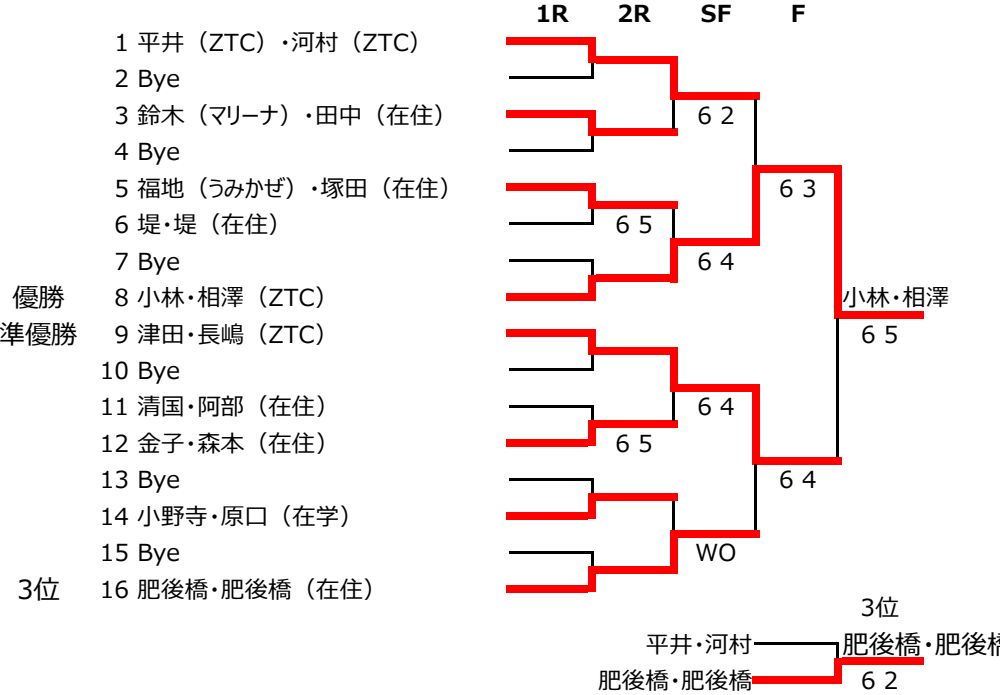 1R 2R SF F
1 平井（ZTC）・河村（ZTC）
2 Bye
6 2
3 鈴木（マリーナ）・田中（在住）
4 Bye
5 福地（うみかぜ）・塚田（在住）
6 3
6 堤・堤（在住）
6 5
7 Bye
6 4
優勝 8 小林・相澤（ZTC）
小林・相澤
準優勝 9 津田・長嶋（ZTC）
6 5
10 Bye
11 清国・阿部（在住）
6 4
12 金子・森本（在住）
6 5
13 Bye
6 4
14 小野寺・原口（在学）
15 Bye
WO
3位 16 肥後橋・肥後橋（在住）
3位
平井・河村
肥後橋・肥後橋
肥後橋・肥後橋
6 2